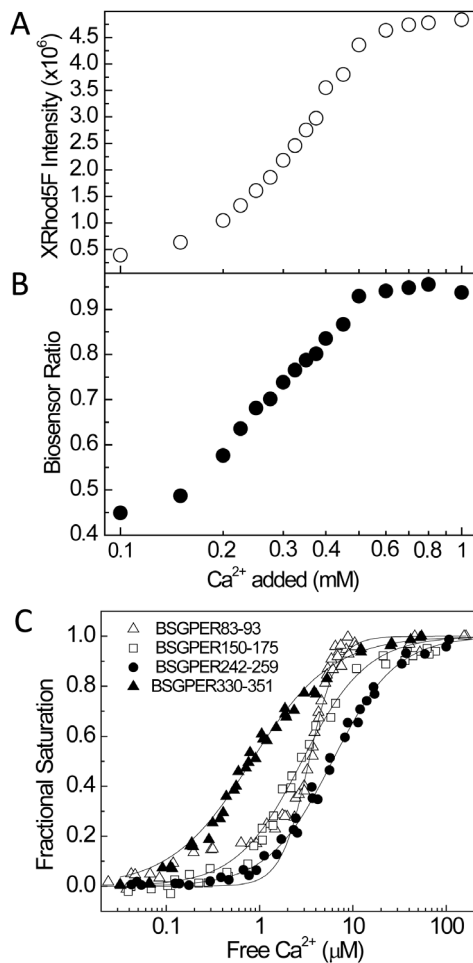 A
XRhod5F Intensity (x10⁶)
4.5
4.0
3.5
3.0
2.5
2.0
1.5
1.0
0.5
B
Biosensor Ratio
0.9
0.8
0.7
0.6
0.5
0.4
0.1 0.2 0.3 0.4 0.6 0.8 1
Ca²⁺ added (mM)
C
BSGPER83-93
BSGPER150-175
BSGPER242-259
BSGPER330-351
Fractional Saturation
1.0
0.8
0.6
0.4
0.2
0.0
0.1 1 10 100
Free Ca²⁺ (μM)